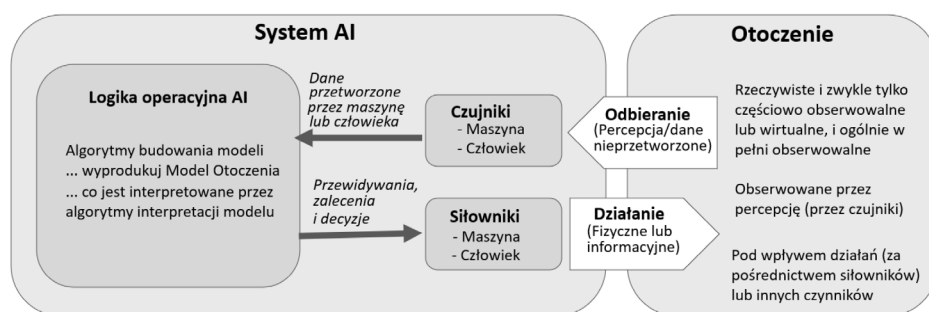 System AI
Logika operacyjna AI
Algorytmy budowania modeli
... wyprodukuj Model Otoczenia
... co jest interpretowane przez
algorytmy interpretacji modelu
Dane
przetworzone
przez maszynę
lub człowieka
Przewidywania,
zalecenia
i decyzje
Czujniki
- Maszyna
- Człowiek
Siłowniki
- Maszyna
- Człowiek
Odbieranie
(Percepcja/dane
nieprzetworzone)
Działanie
(Fizyczne lub
informacyjne)
Otoczenie
Rzeczywiste i zwykle tylko
częściowo obserwowalne
lub wirtualne, i ogólnie w
pełni obserwowalne
Obserwowane przez
percepcję (przez czujniki)
Pod wpływem działań (za
pośrednictwem siłowników)
lub innych czynników